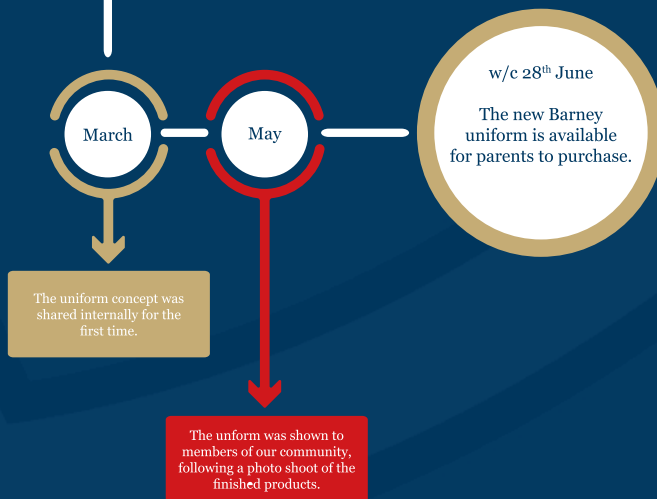 March
The uniform concept was
shared internally for the
first time.
May
The unform was shown to
members of our community,
following a photo shoot of the
finished products.
w/c 28th June
The new Barney
uniform is available
for parents to purchase.